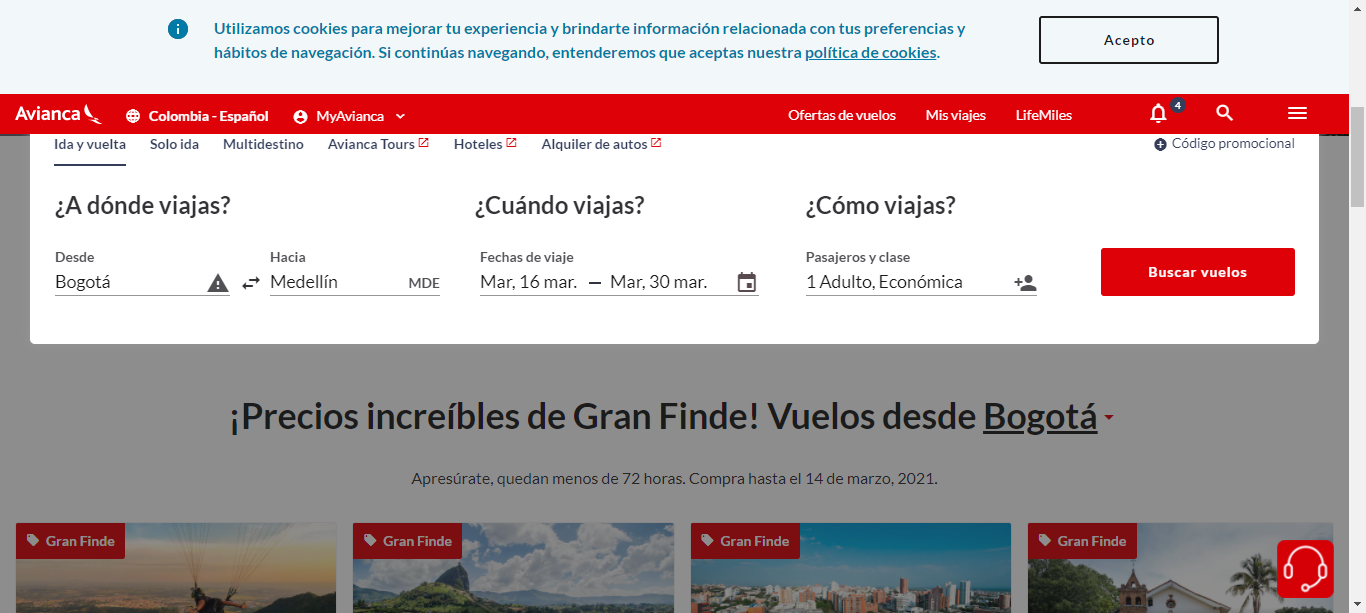 Utilizamos cookies para mejorar tu experiencia y brindarte información relacionada con tus preferencias y
hábitos de navegación. Si continúas navegando, entenderemos que aceptas nuestra política de cookies.
Acepto
Avianca
Colombia - Español
MyAvianca
Ofertas de vuelos
Mis viajes
LifeMiles
4
Ida y vuelta
Solo ida
Multidestino
Avianca Tours
Hoteles
Alquiler de autos
Código promocional
¿A dónde viajas?
¿Cuándo viajas?
¿Cómo viajas?
Desde
Hacia
Fechas de viaje
Pasajeros y clase
Bogotá
Medellín MDE
Mar, 16 mar. — Mar, 30 mar.
1 Adulto, Económica
Buscar vuelos
¡Precios increíbles de Gran Finde! Vuelos desde Bogotá
Apresúrate, quedan menos de 72 horas. Compra hasta el 14 de marzo, 2021.
Gran Finde
Gran Finde
Gran Finde
Gran Finde